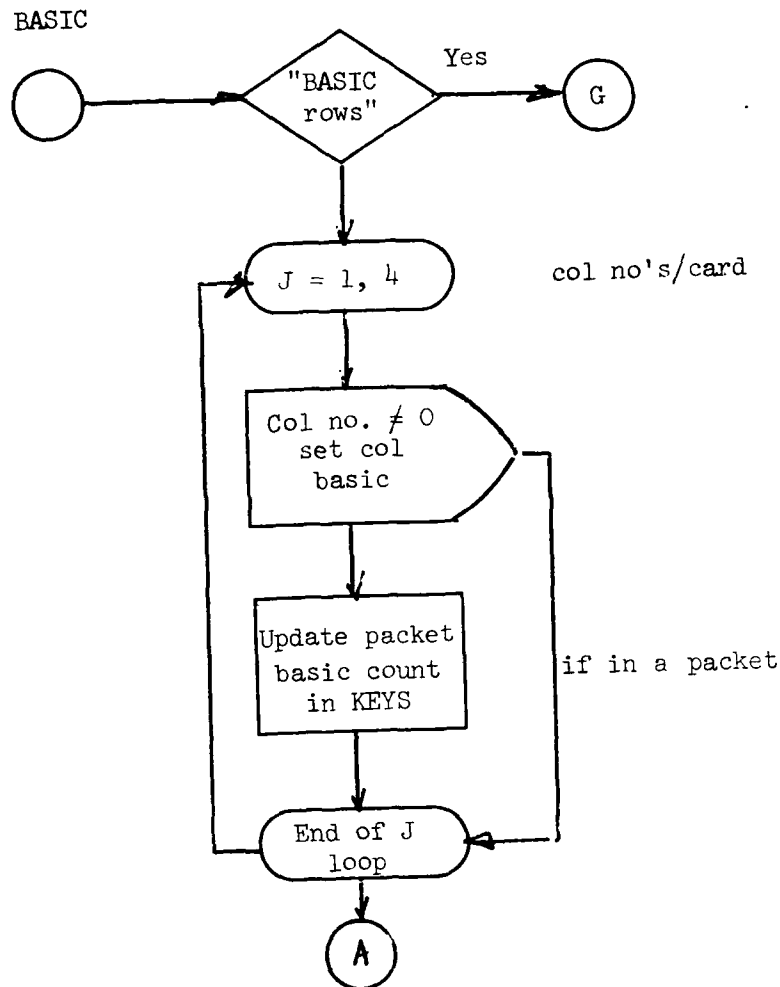 BASIC
"BASIC
rows"
Yes
G
J = 1, 4
col no's/card
Col no. ≠ 0
set col
basic
Update packet
basic count
in KEYS
if in a packet
End of J
loop
A